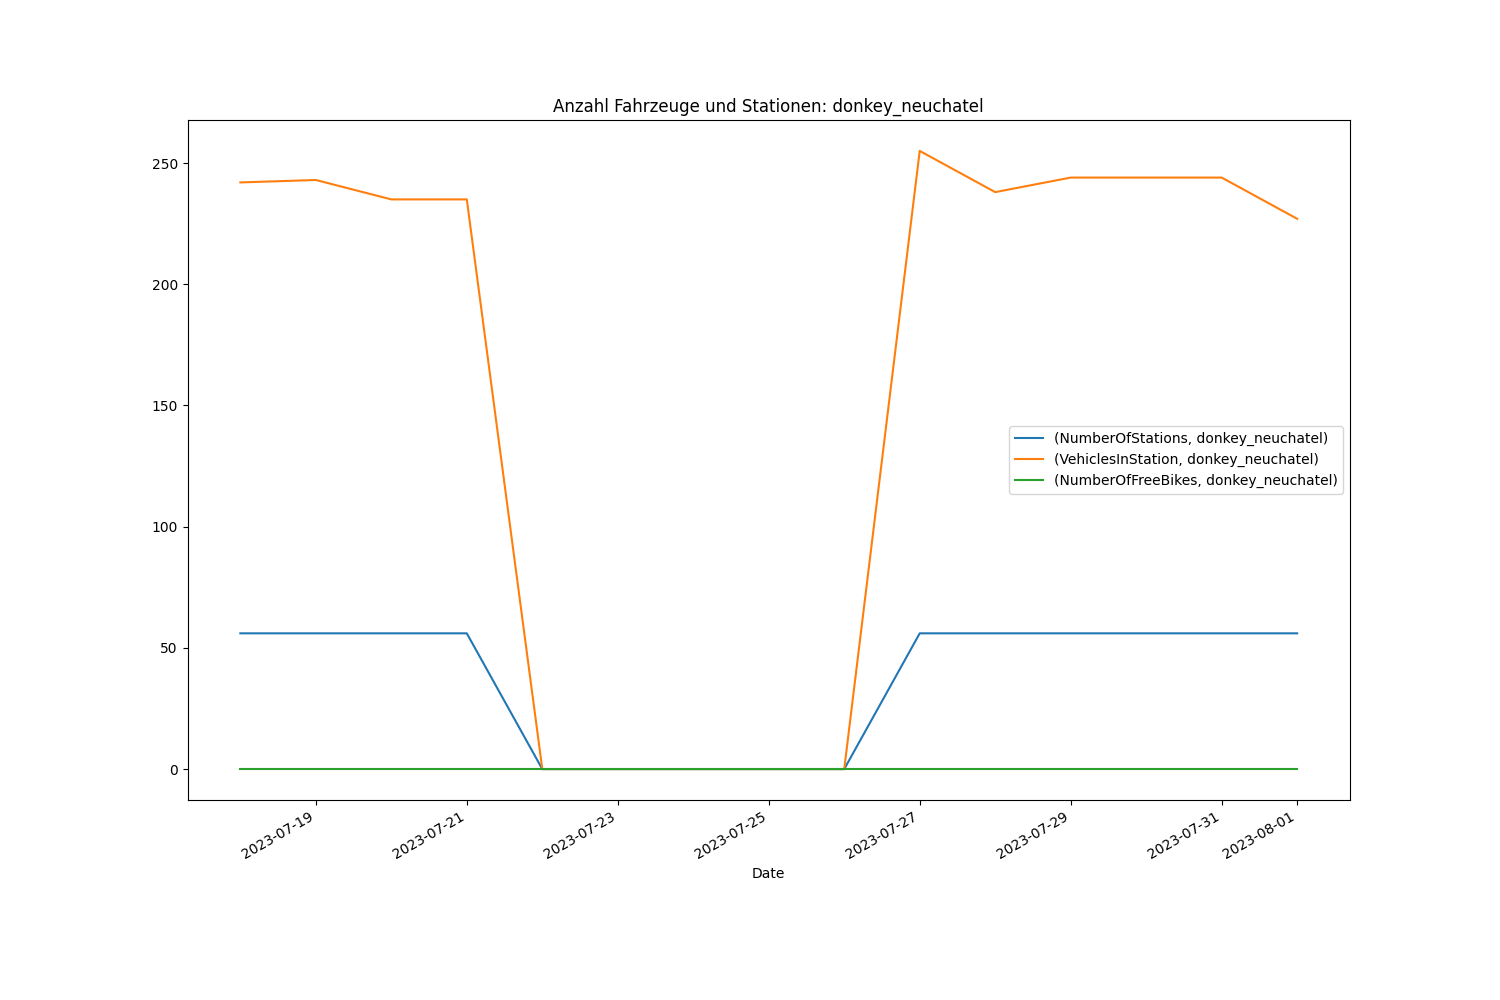 Anzahl Fahrzeuge und Stationen: donkey_neuchatel
250
200
150
100
50
0
(NumberOfStations, donkey_neuchatel)
(VehiclesInStation, donkey_neuchatel)
(NumberOfFreeBikes, donkey_neuchatel)
2023-07-19
2023-07-21
2023-07-23
2023-07-25
2023-07-27
2023-07-29
2023-07-31
2023-08-01
Date